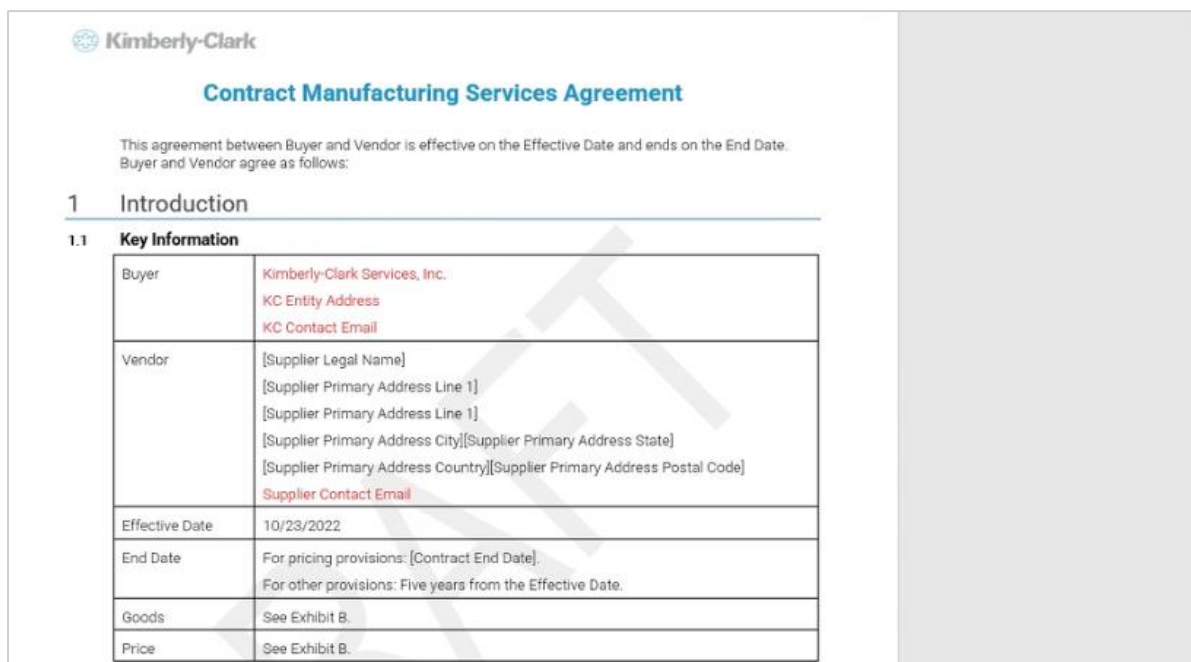 Kimberly-Clark
Contract Manufacturing Services Agreement
This agreement between Buyer and Vendor is effective on the Effective Date and ends on the End Date.
Buyer and Vendor agree as follows:
1 Introduction
1.1 Key Information
Buyer Kimberly-Clark Services, Inc.
KC Entity Address
KC Contact Email
Vendor [Supplier Legal Name]
[Supplier Primary Address Line 1]
[Supplier Primary Address Line 1]
[Supplier Primary Address City][Supplier Primary Address State]
[Supplier Primary Address Country][Supplier Primary Address Postal Code]
Supplier Contact Email
Effective Date 10/23/2022
End Date For pricing provisions: [Contract End Date].
For other provisions: Five years from the Effective Date.
Goods See Exhibit B.
Price See Exhibit B.
RAFT